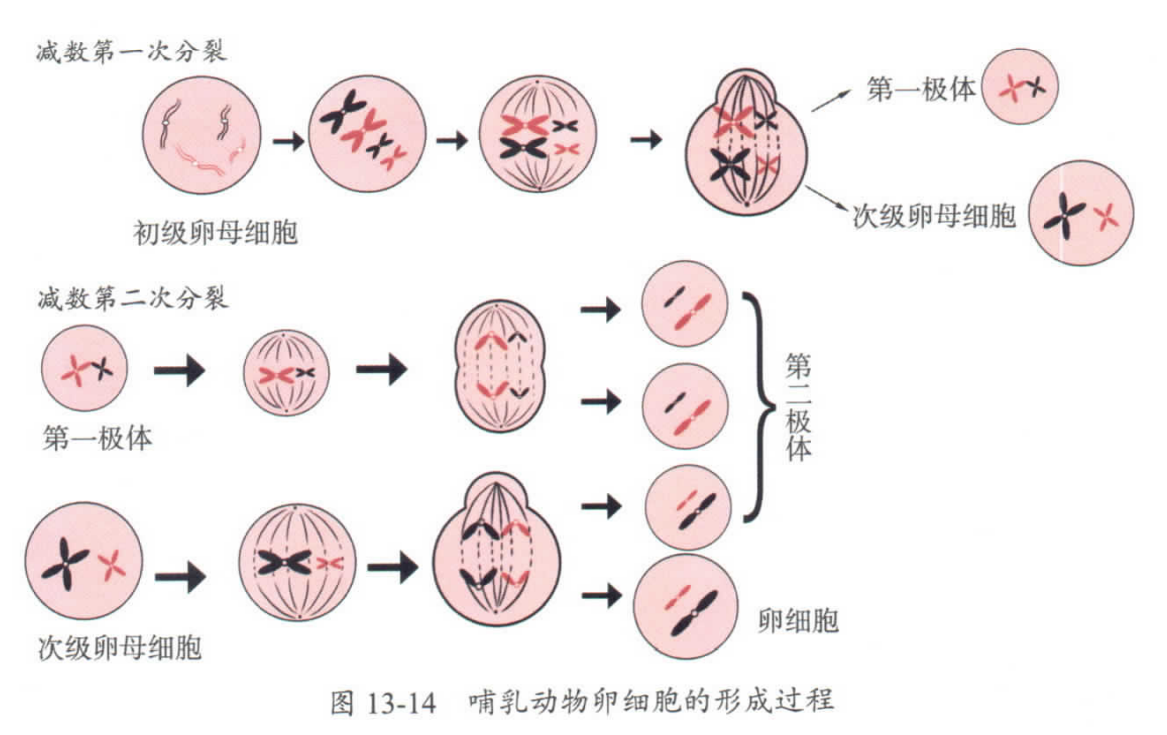 减数第一次分裂
第一极体
次级卵母细胞
初级卵母细胞
减数第二次分裂
第一极体
第二极体
次级卵母细胞
卵细胞
图 13-14 哺乳动物卵细胞的形成过程